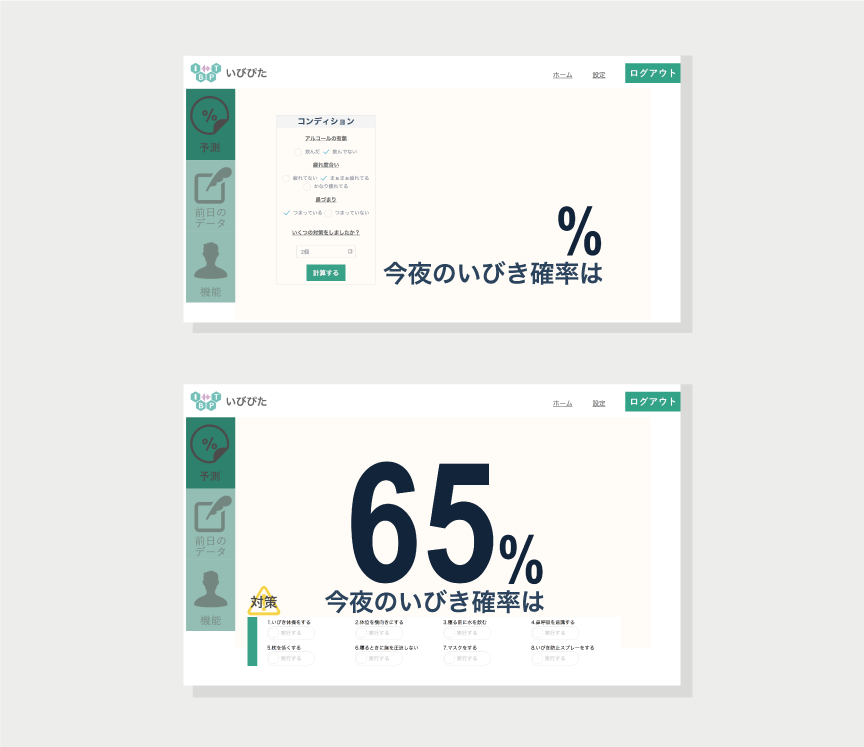 いびぴた
ホーム 設定 ログアウト
% 予測
前日の
データ
機能
コンディション
アルコールの有無
飲んだ 飲んでない
疲れ度合い
疲れてない まぁまぁ疲れてる
かなり疲れてる
鼻づまり
つまっている つまっていない
いくつの対策をしましたか？
計算する
%
今夜のいびき確率は
いびぴた
ホーム 設定 ログアウト
% 予測
前日の
データ
機能
65%
今夜のいびき確率は
対策
1.いびき体操をする 2.体位を横向きにする 3.寝る前に水を飲む 4.鼻呼吸を意識する
実行する 実行する 実行する 実行する
5.枕を低くする 6.寝るときに胸を圧迫しない 7.マスクをする 8.いびき防止スプレーをする
実行する 実行する 実行する 実行する